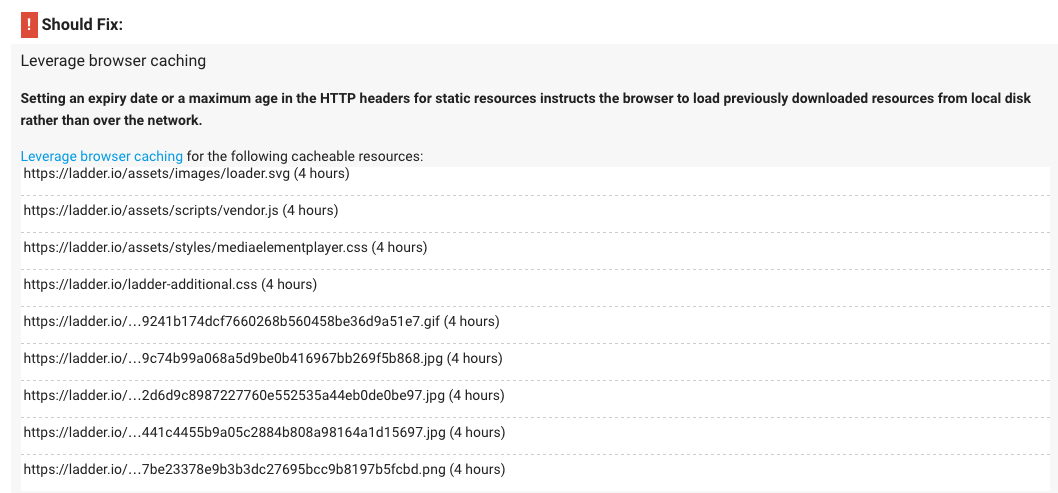 ! Should Fix:
Leverage browser caching
Setting an expiry date or a maximum age in the HTTP headers for static resources instructs the browser to load previously downloaded resources from local disk
rather than over the network.
Leverage browser caching for the following cacheable resources:
https://ladder.io/assets/images/loader.svg (4 hours)
https://ladder.io/assets/scripts/vendor.js (4 hours)
https://ladder.io/assets/styles/mediaelementplayer.css (4 hours)
https://ladder.io/ladder-additional.css (4 hours)
https://ladder.io/…9241b174dcf7660268b560458be36d9a51e7.gif (4 hours)
https://ladder.io/…9c74b99a068a5d9be0b416967bb269f5b868.jpg (4 hours)
https://ladder.io/…2d6d9c8987227760e552535a44eb0de0be97.jpg (4 hours)
https://ladder.io/…441c4455b9a05c2884b808a98164a1d15697.jpg (4 hours)
https://ladder.io/…7be23378e9b3b3dc27695bcc9b8197b5fcbd.png (4 hours)